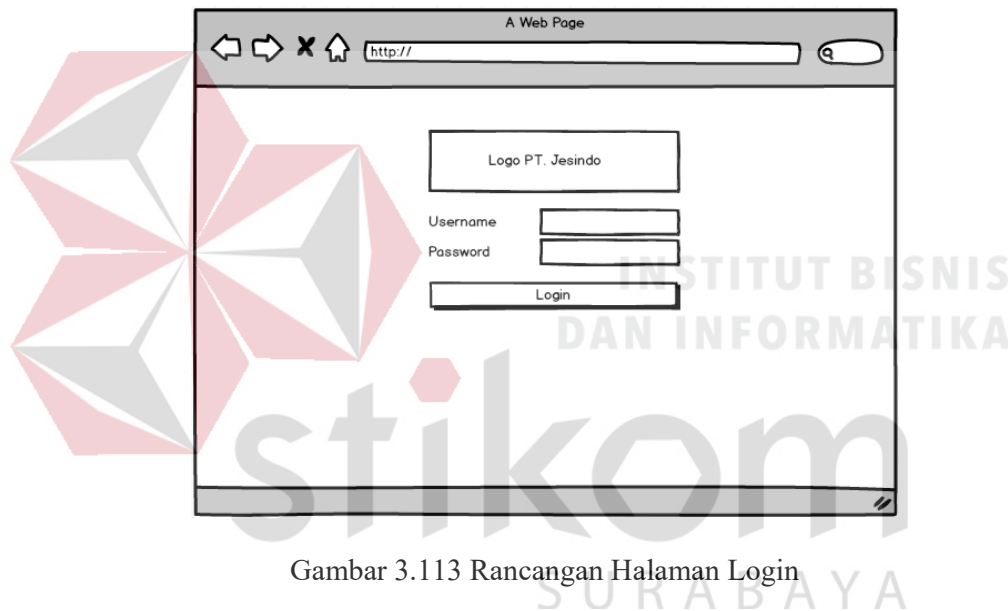 A Web Page
http://
Logo PT. Jesindo
Username
Password
Login
INSTITUT BISNIS
DAN INFORMATIKA
stikom
SURABAYA
Gambar 3.113 Rancangan Halaman Login